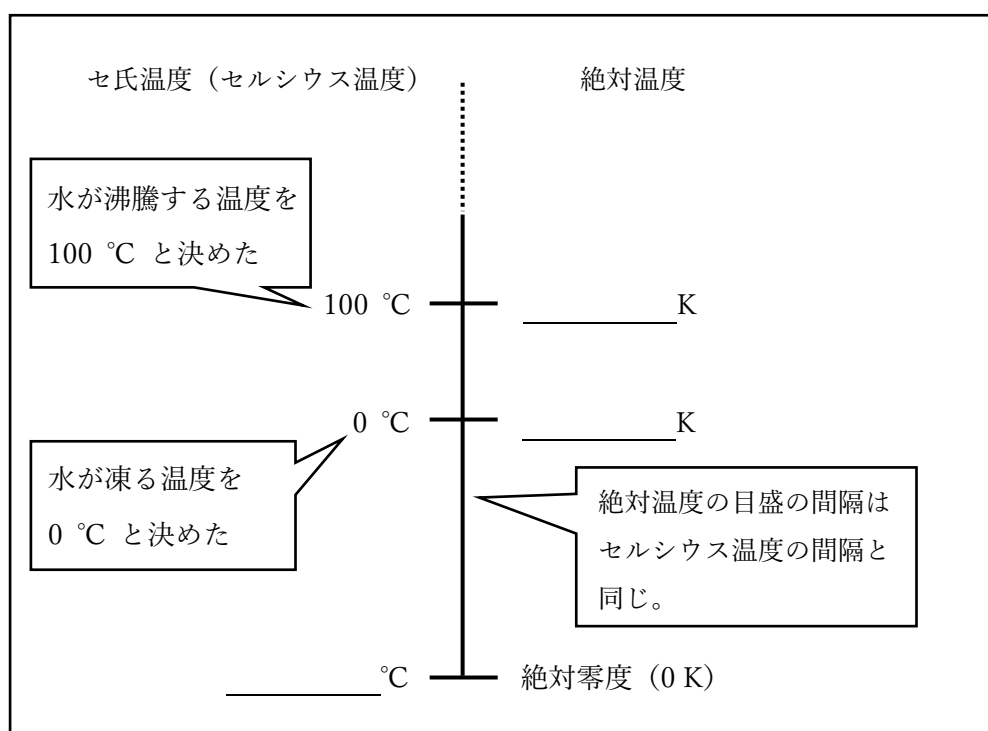 セ氏温度（セルシウス温度）
絶対温度
水が沸騰する温度を
100 ℃ と決めた
100 ℃
K
0 ℃
K
水が凍る温度を
0 ℃ と決めた
絶対温度の目盛の間隔は
セルシウス温度の間隔と
同じ。
℃
絶対零度（0 K）